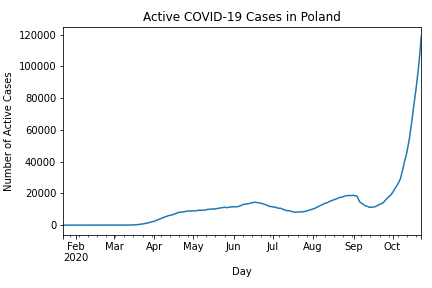 Active COVID-19 Cases in Poland
120000
100000
80000
60000
40000
20000
0
Number of Active Cases
Feb Mar Apr May Jun Jul Aug Sep Oct
2020
Day